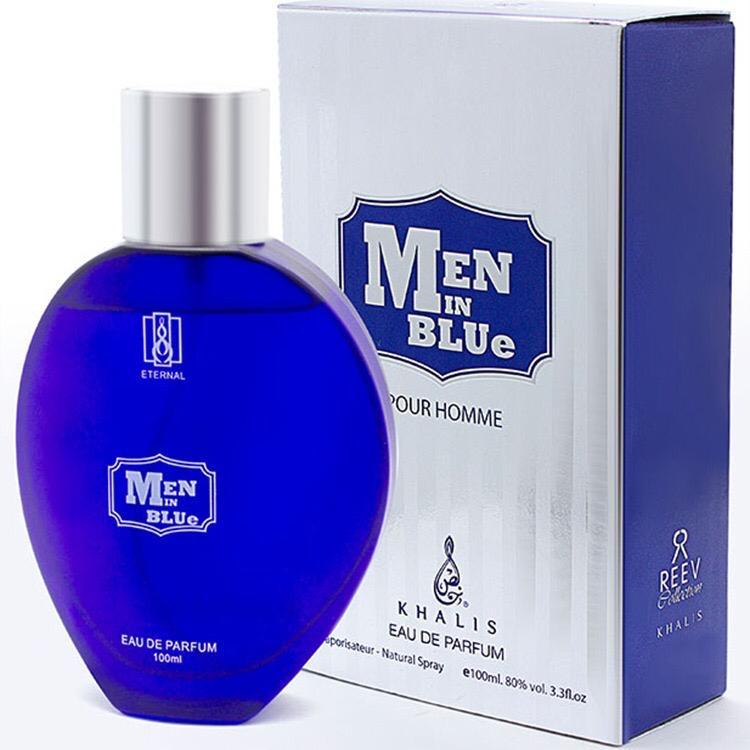 ETERNAL
MEN
IN
BLUe
EAU DE PARFUM
100ml
MEN
IN
BLUe
POUR HOMME
خالص
KHALIS
EAU DE PARFUM
Natural Spray
e100ml. 80% vol. 3.3fl.oz
REEV
Collection
KHALIS